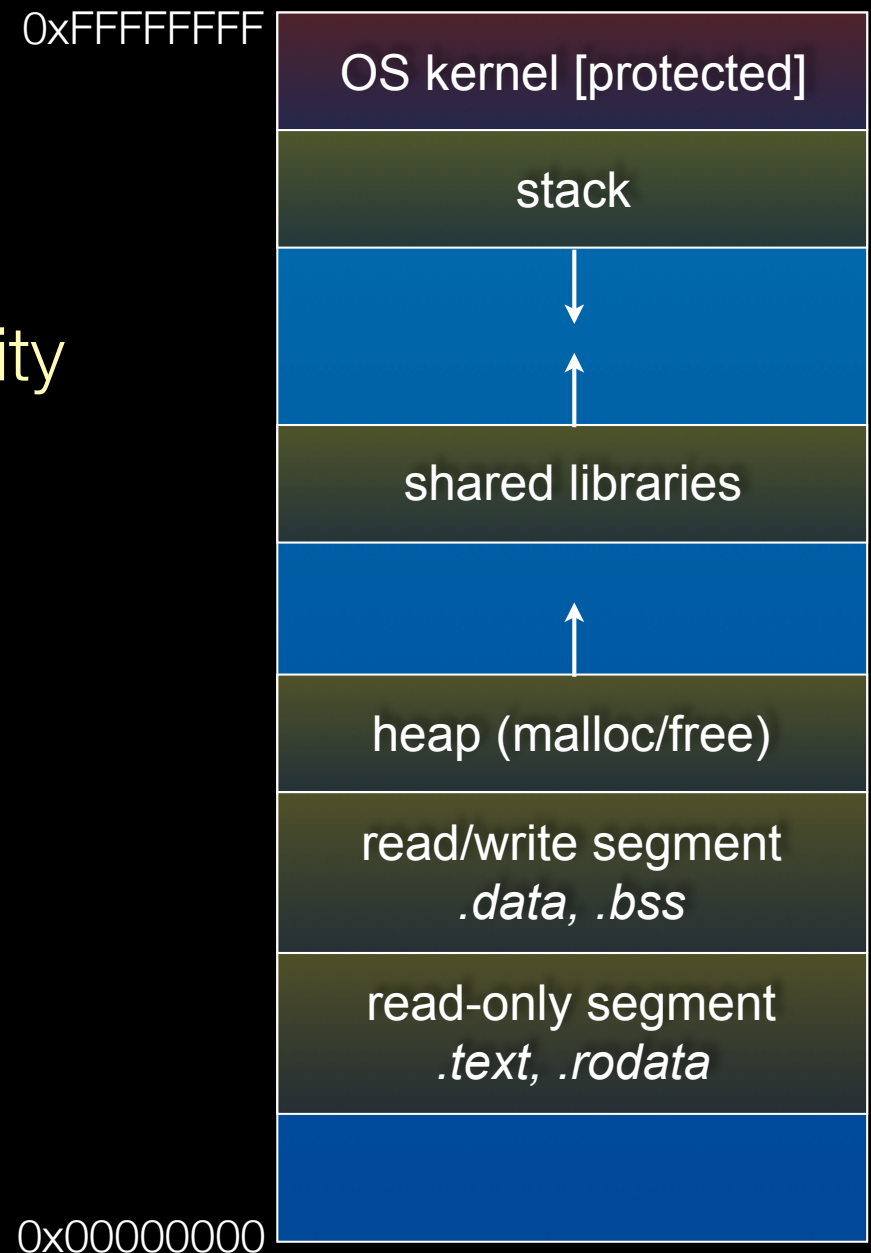 0xFFFFFFFF
OS kernel [protected]
stack
ity
shared libraries
heap (malloc/free)
read/write segment
.data, .bss
read-only segment
.text, .rodata
0x00000000